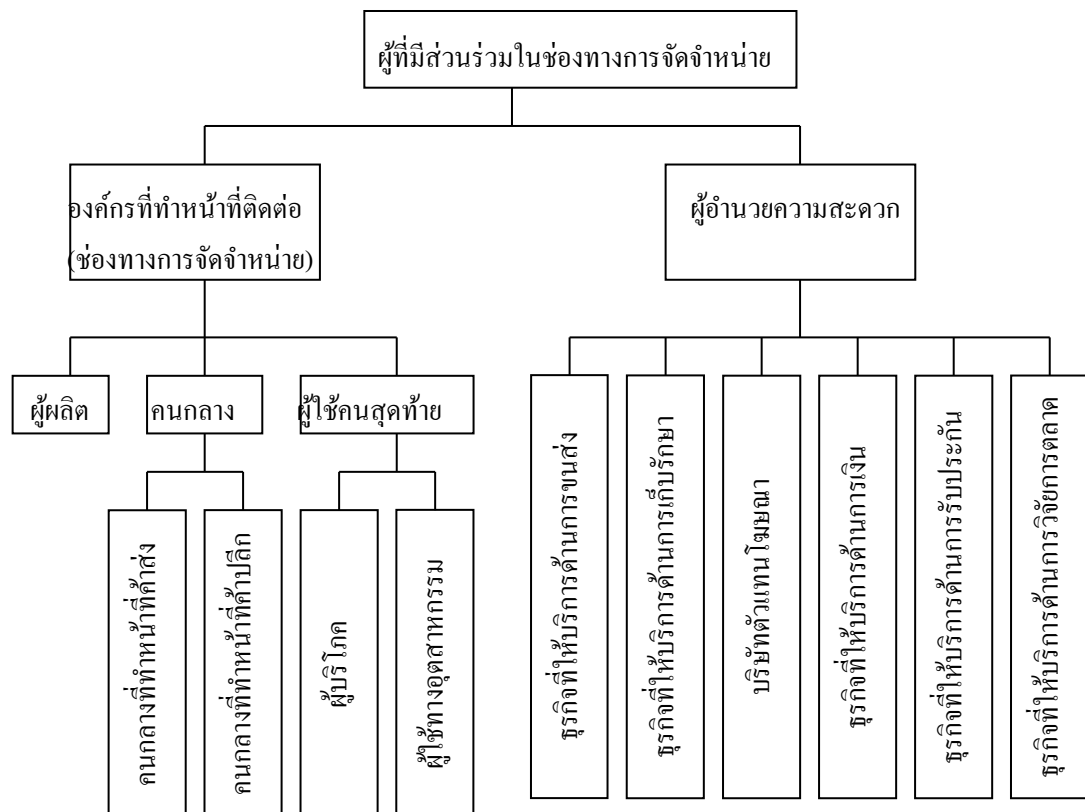 ผู้ที่มีส่วนร่วมในช่องทางการจัดจำหน่าย
องค์กรที่ทำหน้าที่ติดต่อ
(ช่องทางการจัดจำหน่าย)
ผู้อำนวยความสะดวก
ผู้ผลิต
คนกลาง
ผู้ใช้คนสุดท้าย
คนกลางที่ทำหน้าที่ค้าส่ง
คนกลางที่ทำหน้าที่ค้าปลีก
ผู้บริโภค
ผู้ใช้ทางอุตสาหกรรม
ธุรกิจที่ให้บริการด้านการขนส่ง
ธุรกิจที่ให้บริการด้านการเก็บรักษา
บริษัทตัวแทนโฆษณา
ธุรกิจที่ให้บริการด้านการเงิน
ธุรกิจที่ให้บริการด้านการรับประกัน
ธุรกิจที่ให้บริการด้านการวิจัยการตลาด